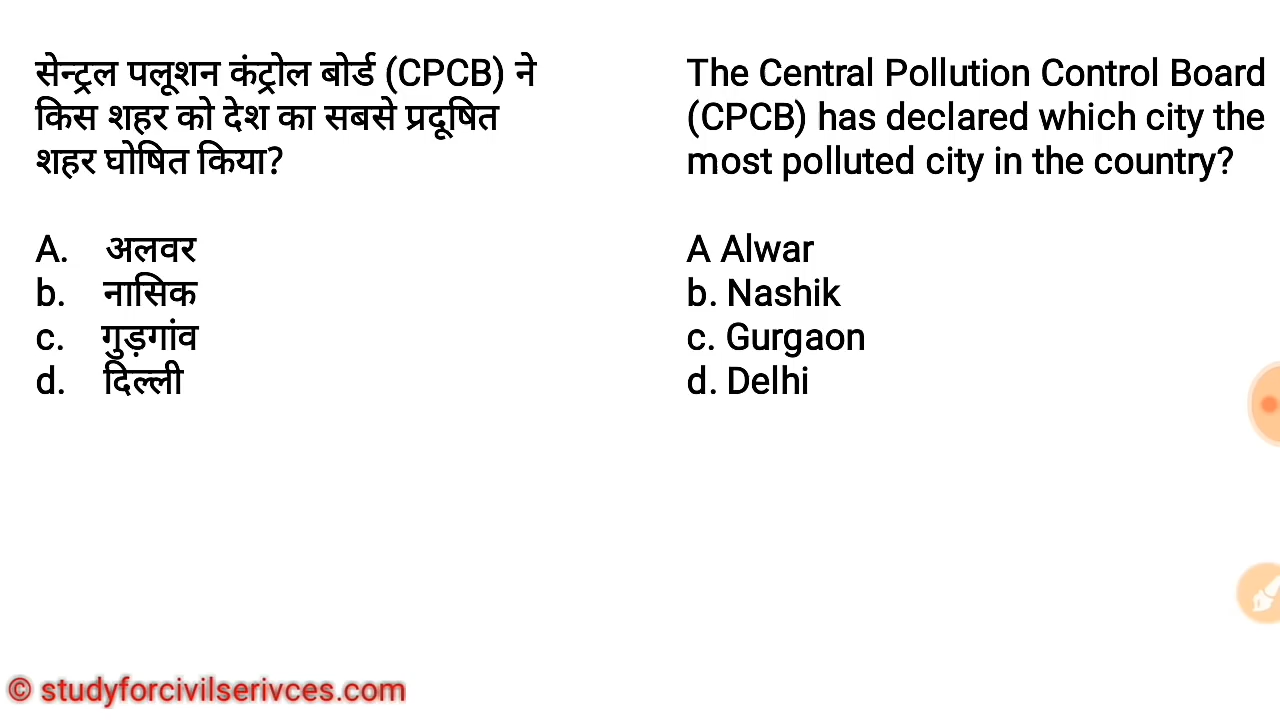 सेन्ट्रल पलूशन कंट्रोल बोर्ड (CPCB) ने
किस शहर को देश का सबसे प्रदूषित
शहर घोषित किया?
A. अलवर
b. नासिक
c. गुड़गांव
d. दिल्ली
The Central Pollution Control Board
(CPCB) has declared which city the
most polluted city in the country?
A Alwar
b. Nashik
c. Gurgaon
d. Delhi
© studyforcivilserivces.com